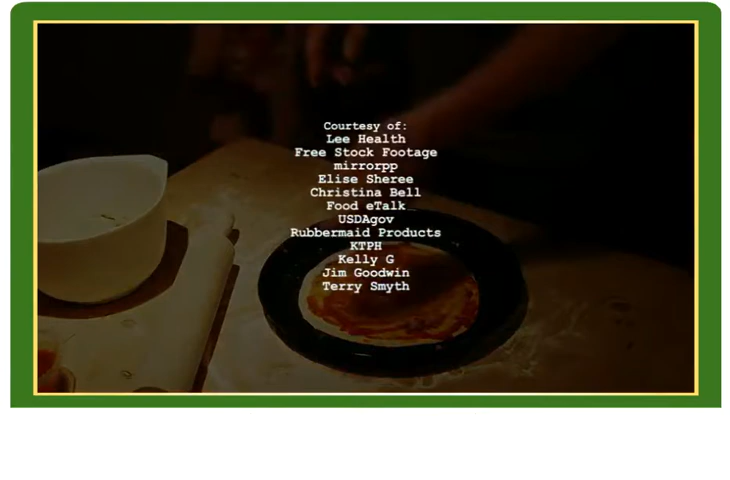 Courtesy of:
Lee Health
Free Stock Footage
mirrorpp
Elise Sheree
Christina Bell
Food eTalk
USDAgov
Rubbermaid Products
KTPH
Kelly G
Jim Goodwin
Terry Smyth